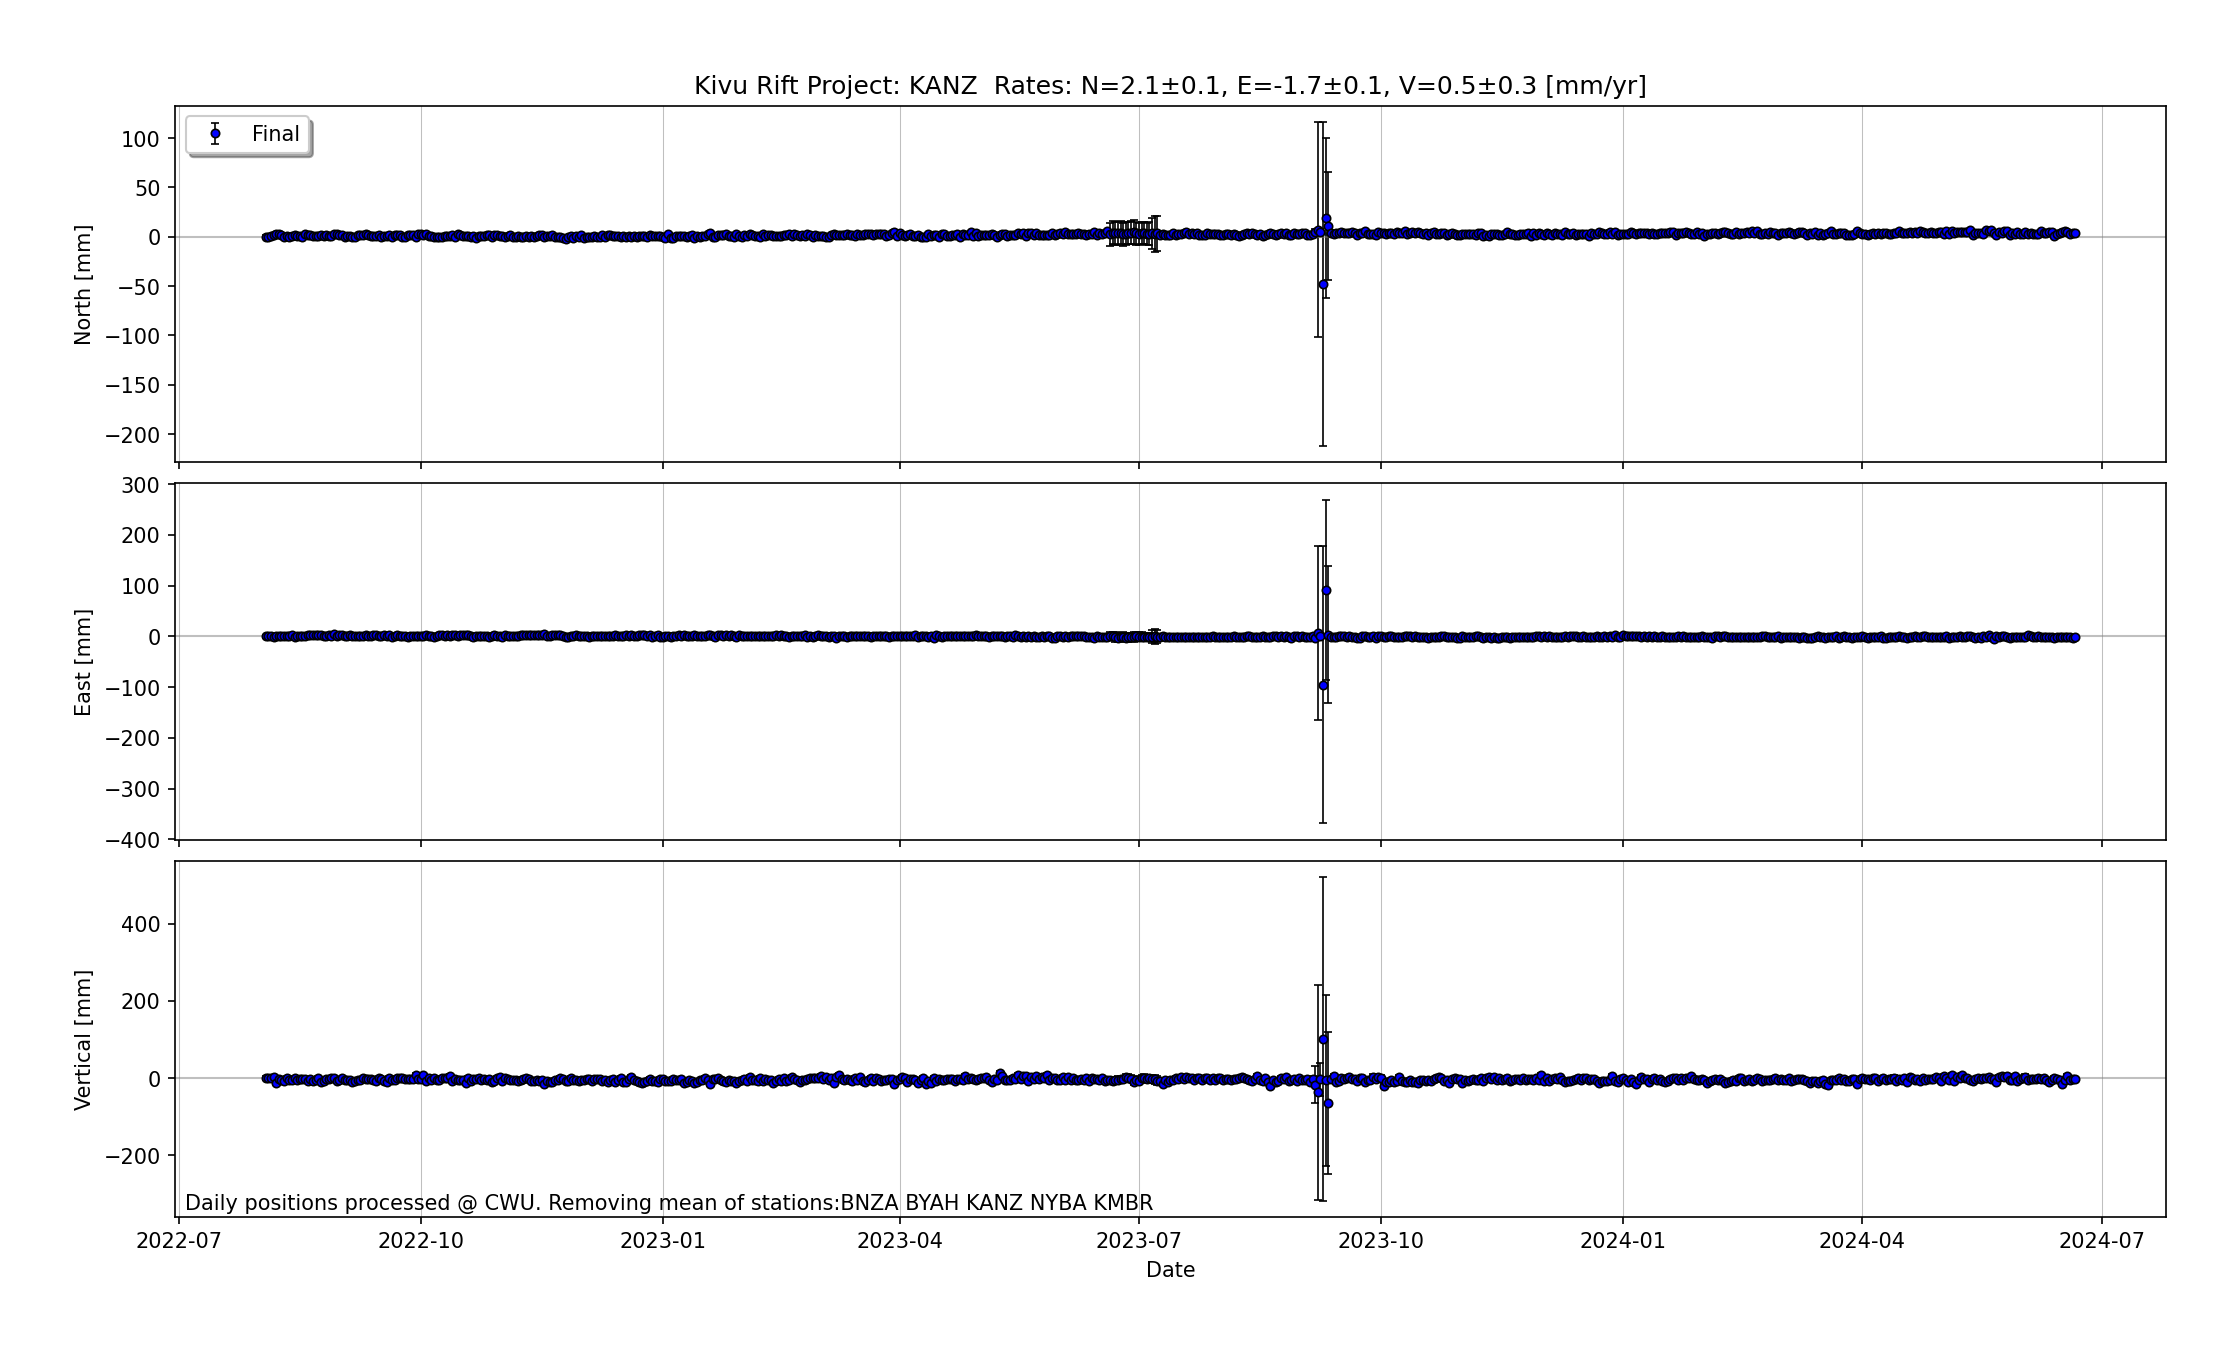 Kivu Rift Project: KANZ  Rates: N=2.1±0.1, E=-1.7±0.1, V=0.5±0.3 [mm/yr]
Final
North [mm]
100
50
0
−50
−100
−150
−200
East [mm]
300
200
100
0
−100
−200
−300
−400
Vertical [mm]
400
200
0
−200
Daily positions processed @ CWU. Removing mean of stations:BNZA BYAH KANZ NYBA KMBR
2022-07 2022-10 2023-01 2023-04 2023-07 2023-10 2024-01 2024-04 2024-07
Date